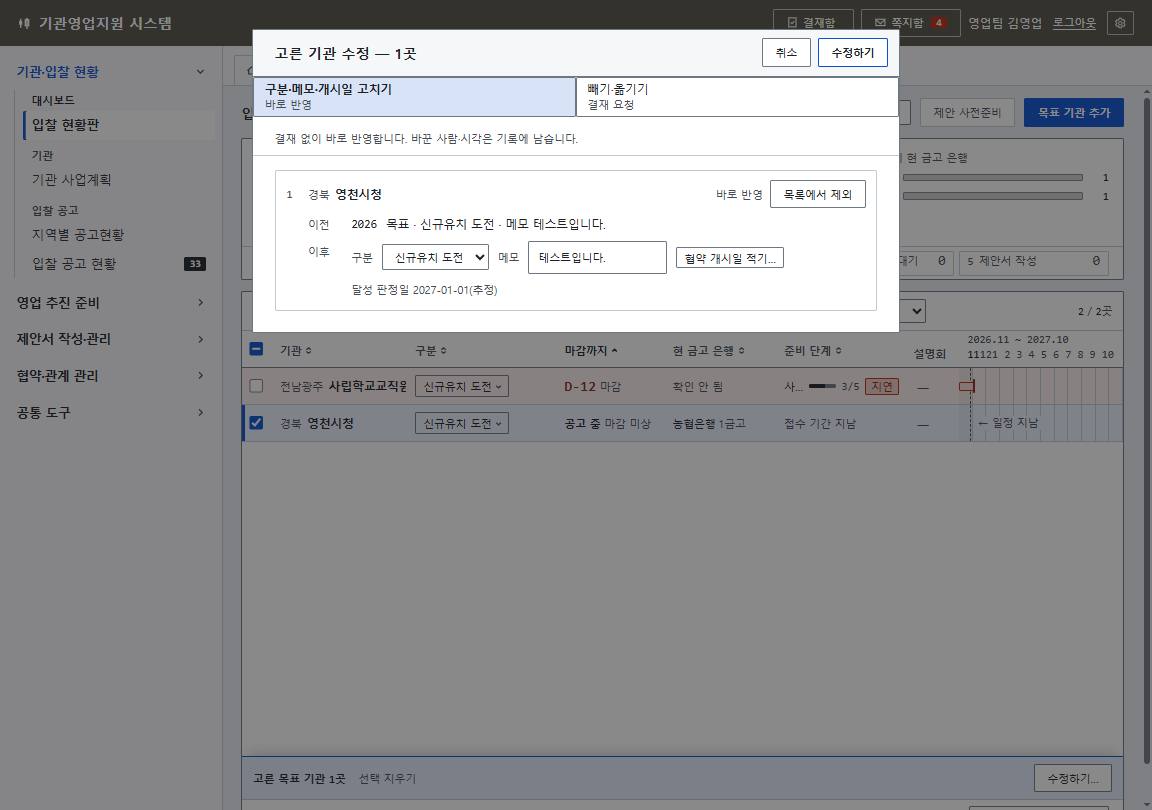 기관영업지원 시스템
결재함
쪽지함 4
영업팀 김영업
로그아웃
기관·입찰 현황
대시보드
입찰 현황판
기관
기관 사업계획
입찰 공고
지역별 공고현황
입찰 공고 현황 33
영업 추진 준비
제안서 작성·관리
협약·관계 관리
공통 도구
제안 사전준비
목표 기관 추가
현 금고 은행
1
1
대기 0
5 제안서 작성 0
2 / 2곳
고른 기관 수정 — 1곳
취소
수정하기
구분·메모·개시일 고치기
바로 반영
빼기·옮기기
결재 요청
결재 없이 바로 반영합니다. 바꾼 사람·시각은 기록에 남습니다.
1 경북 영천시청 바로 반영 목록에서 제외
이전 2026 목표 · 신규유치 도전 · 메모 테스트입니다.
이후 구분 신규유치 도전 메모 테스트입니다. 협약 개시일 적기…
달성 판정일 2027-01-01(추정)
기관 구분 마감까지 현 금고 은행 준비 단계 설명회
2026.11 ~ 2027.10
11121 2 3 4 5 6 7 8 9 10
전남광주 사립학교교직원 신규유치 도전 D-12 마감 확인 안 됨 사… 3/5 지연 —
경북 영천시청 신규유치 도전 공고 중 마감 미상 농협은행 1금고 접수 기간 지남 — ← 일정 지남
고른 목표 기관 1곳 선택 지우기 수정하기…